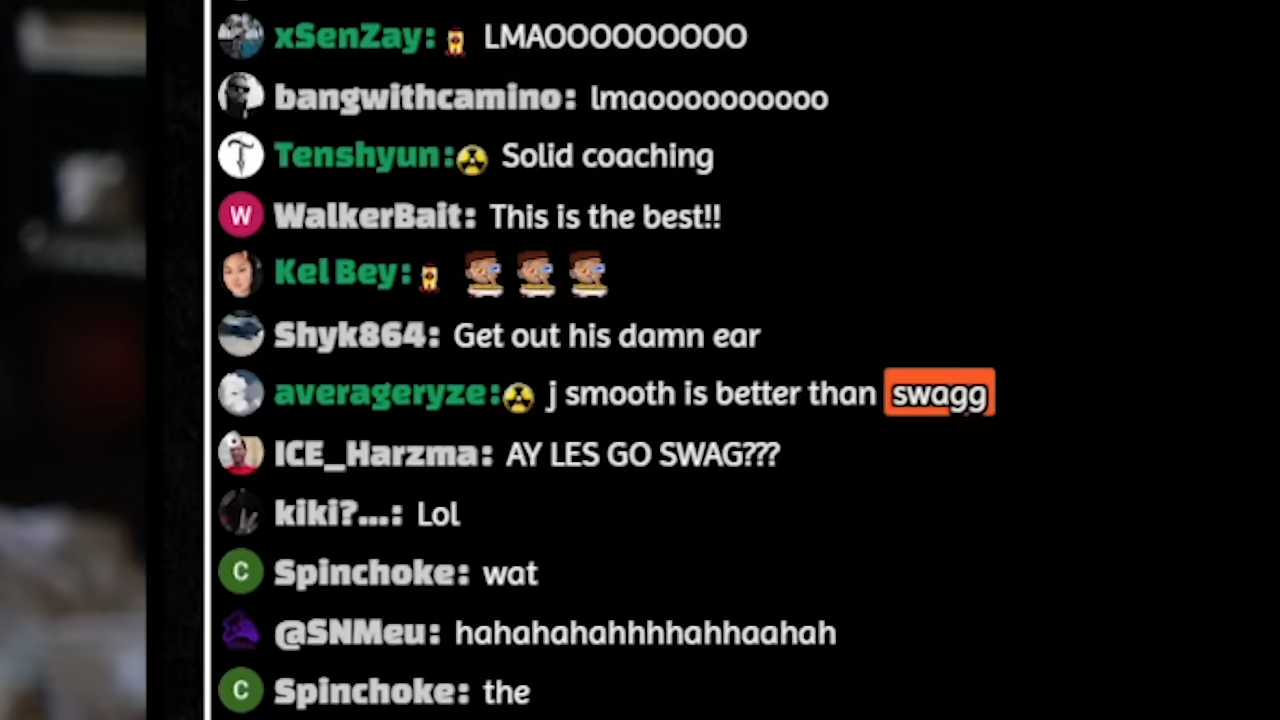 xSenZay: LMAOOOOOOOOO
bangwithcamino: lmaoooooooooo
Tenshyun: Solid coaching
W WalkerBait: This is the best!!
Kel Bey:
Shyk864: Get out his damn ear
averageryze: j smooth is better than swagg
ICE_Harzma: AY LES GO SWAG???
kiki?...: Lol
C Spinchoke: wat
@SNMeu: hahahahahhhhahhaahah
C Spinchoke: the